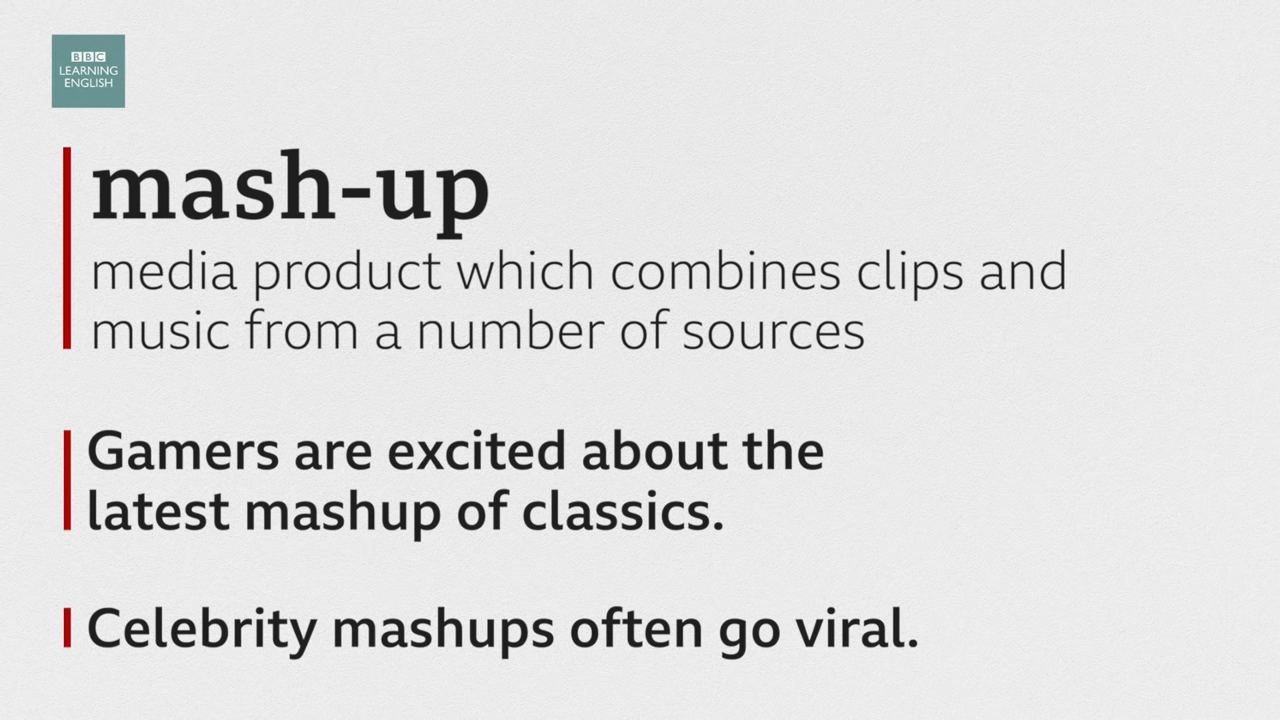 BBC
LEARNING
ENGLISH
mash-up
media product which combines clips and
music from a number of sources
Gamers are excited about the
latest mashup of classics.
Celebrity mashups often go viral.